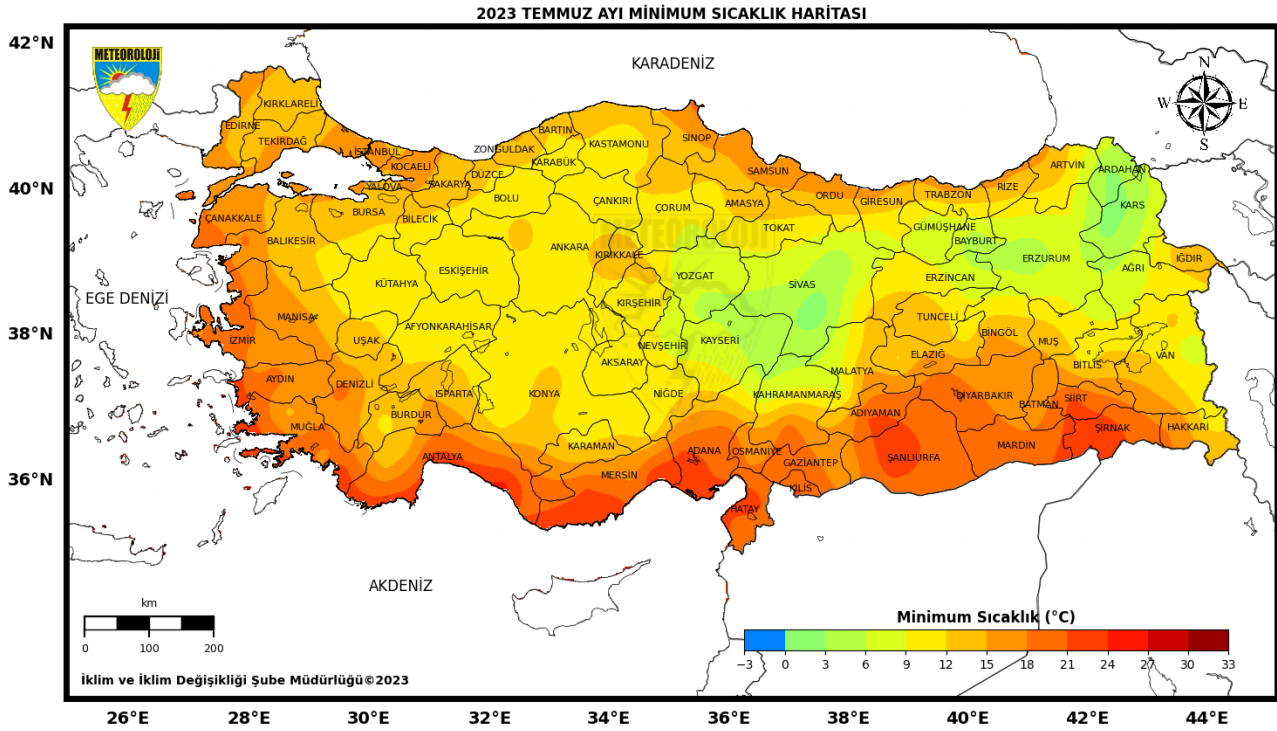 2023 TEMMUZ AYI MİNİMUM SICAKLIK HARİTASI
42°N
40°N
38°N
36°N
METEOROLOJİ
KARADENİZ
N
W
E
S
KIRKLARELİ
EDİRNE
TEKİRDAĞ
İSTANBUL
KOCAELİ
YALOVA
SAKARYA
DÜZCE
ZONGULDAK
BARTIN
KARABÜK
KASTAMONU
SİNOP
SAMSUN
ORDU
GİRESUN
TRABZON
RİZE
ARTVİN
ARDAHAN
KARS
ÇANAKKALE
BURSA
BİLECİK
BOLU
ÇANKIRI
ÇORUM
AMASYA
TOKAT
GÜMÜŞHANE
BAYBURT
ERZURUM
IĞDIR
AĞRI
METEOROLOJİ
BALIKESİR
KÜTAHYA
ESKİŞEHİR
ANKARA
KIRIKKALE
YOZGAT
SİVAS
ERZİNCAN
EGE DENİZİ
MANİSA
İZMİR
UŞAK
AFYONKARAHİSAR
KIRŞEHİR
NEVŞEHİR
KAYSERİ
TUNCELİ
BİNGÖL
MUŞ
ELAZIĞ
BİTLİS
VAN
AYDIN
DENİZLİ
ISPARTA
KONYA
AKSARAY
NİĞDE
MALATYA
KAHRAMANMARAŞ
ADIYAMAN
DİYARBAKIR
BATMAN
SİİRT
ŞIRNAK
HAKKARİ
MUĞLA
BURDUR
ANTALYA
KARAMAN
MERSİN
ADANA
OSMANİYE
GAZİANTEP
KİLİS
ŞANLIURFA
MARDİN
HATAY
AKDENİZ
km
0 100 200
Minimum Sıcaklık (°C)
−3 0 3 6 9 12 15 18 21 24 27 30 33
İklim ve İklim Değişikliği Şube Müdürlüğü©2023
26°E 28°E 30°E 32°E 34°E 36°E 38°E 40°E 42°E 44°E